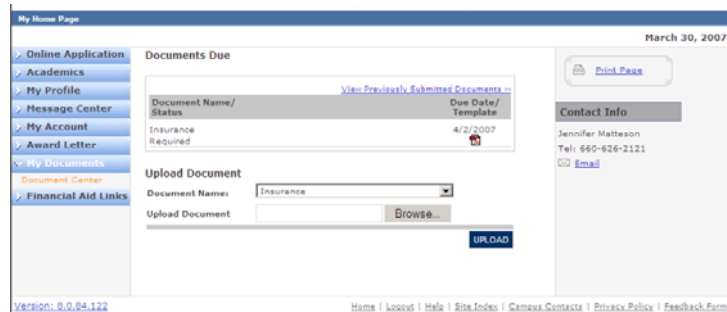 My Home Page
March 30, 2007
Online Application
Academics
My Profile
Message Center
My Account
Award Letter
My Documents
Document Center
Financial Aid Links
Documents Due
View Previously Submitted Documents ››
Document Name/ Due Date/
Status Template
Insurance 4/2/2007
Required
Upload Document
Document Name: Insurance
Upload Document Browse...
UPLOAD
Print Page
Contact Info
Jennifer Matteson
Tel: 660-626-2121
Email
Version: 8.0.84.122
Home | Logout | Help | Site Index | Campus Contacts | Privacy Policy | Feedback Form